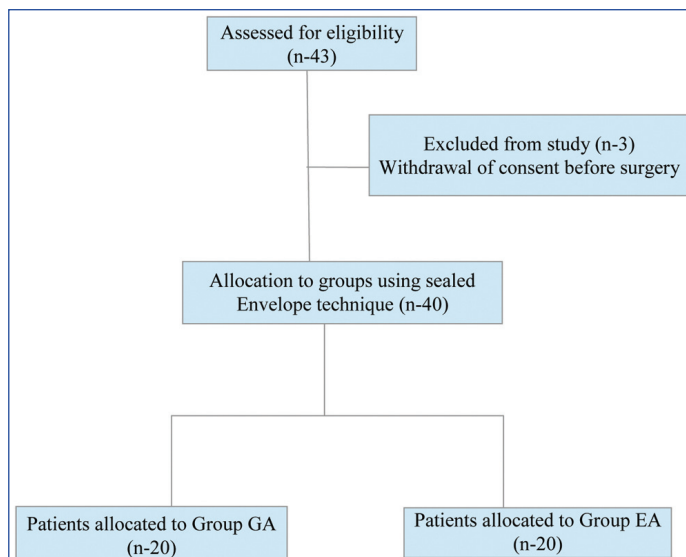 Assessed for eligibility
(n-43)
Excluded from study (n-3)
Withdrawal of consent before surgery
Allocation to groups using sealed
Envelope technique (n-40)
Patients allocated to Group GA
(n-20)
Patients allocated to Group EA
(n-20)